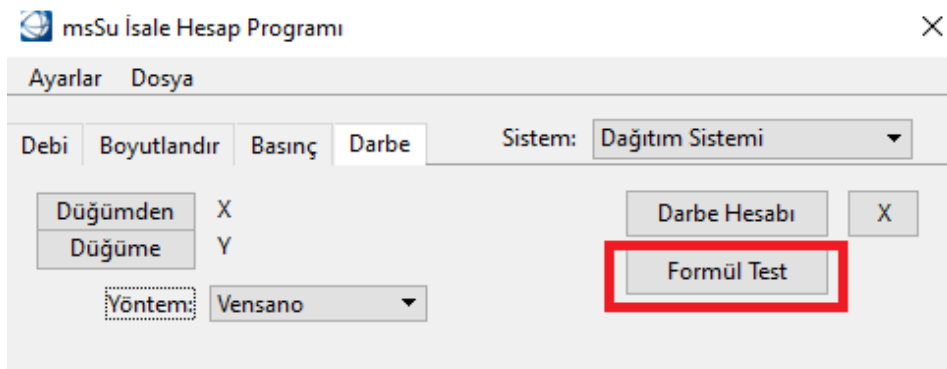 msSu İsale Hesap Programı
Ayarlar Dosya
Debi Boyutlandır Basınç Darbe Sistem: Dağıtım Sistemi
Düğümden X Darbe Hesabı X
Düğüme Y Formül Test
Yöntem: Vensano